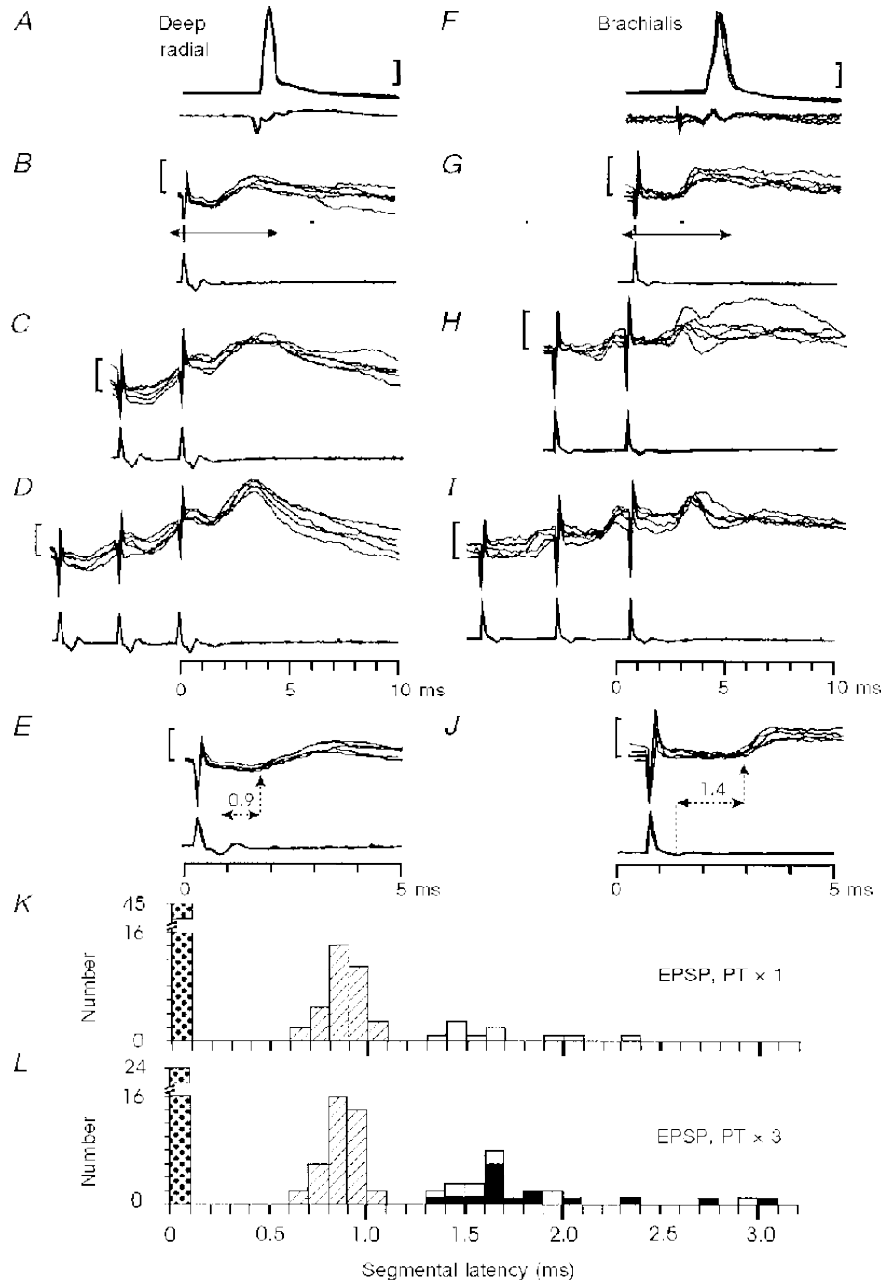 A
Deep
radial
F
Brachialis
B
G
C
H
D
I
0 5 10 ms
0 5 10 ms
E
0.9
J
1.4
0 5 ms
0 5 ms
K
45
16
0
Number
EPSP, PT × 1
L
24
16
0
Number
EPSP, PT × 3
0 0.5 1.0 1.5 2.0 2.5 3.0
Segmental latency (ms)